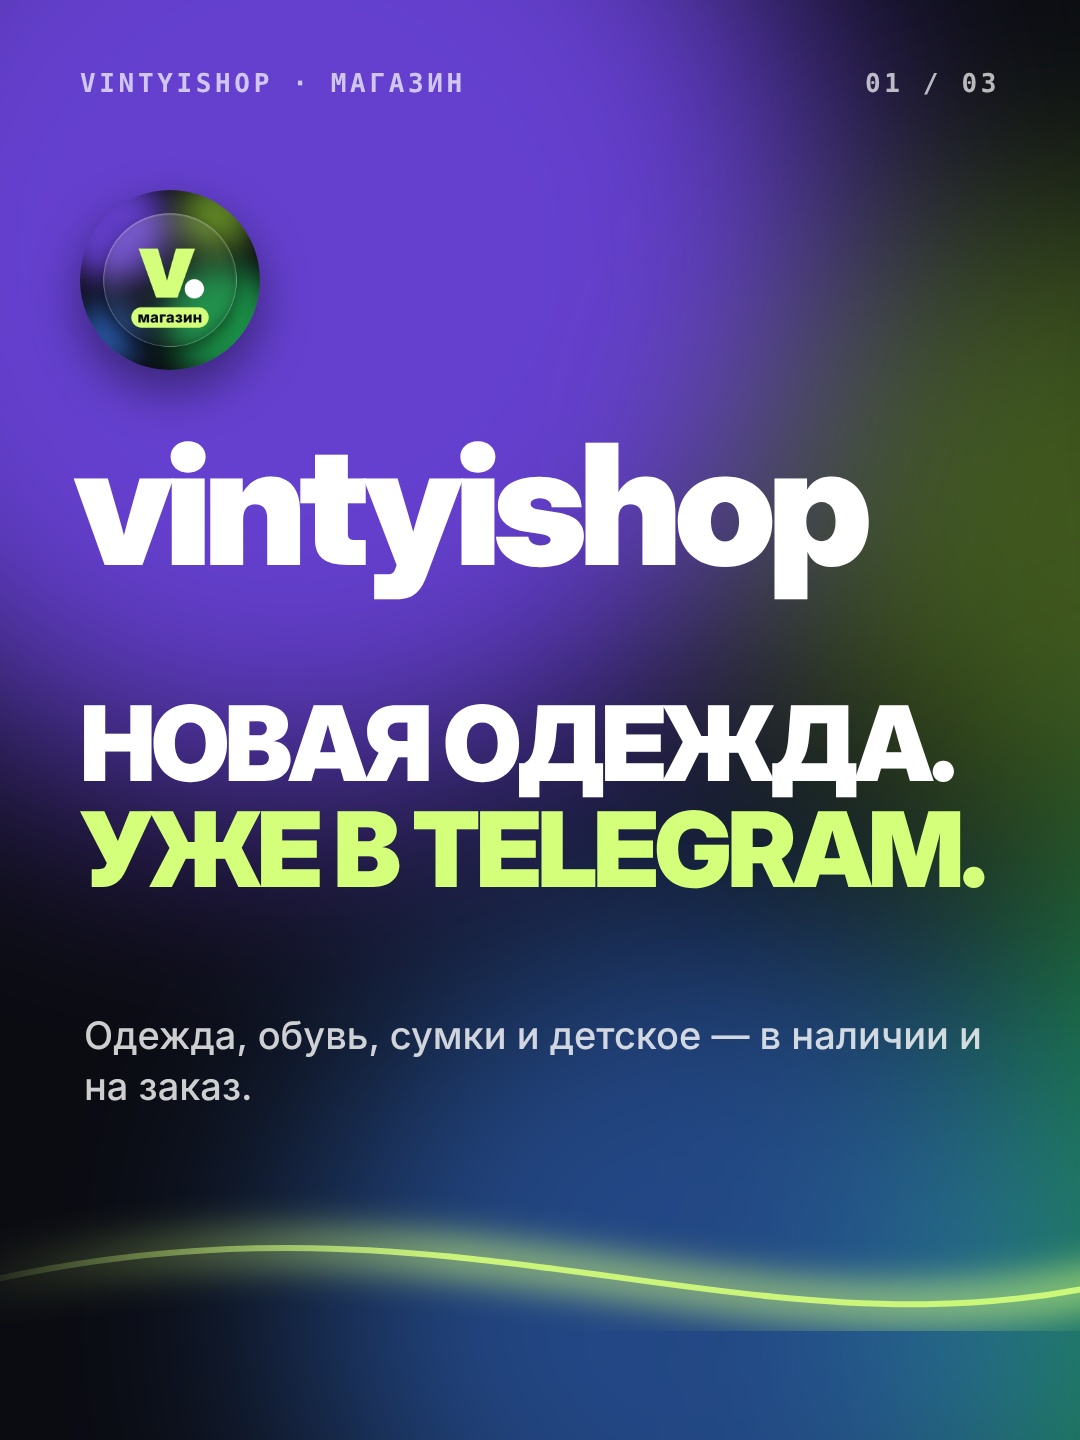 VINTYISHOP · МАГАЗИН
01 / 03
v.
магазин
vintyishop
НОВАЯ ОДЕЖДА.
УЖЕ В TELEGRAM.
Одежда, обувь, сумки и детское — в наличии и
на заказ.